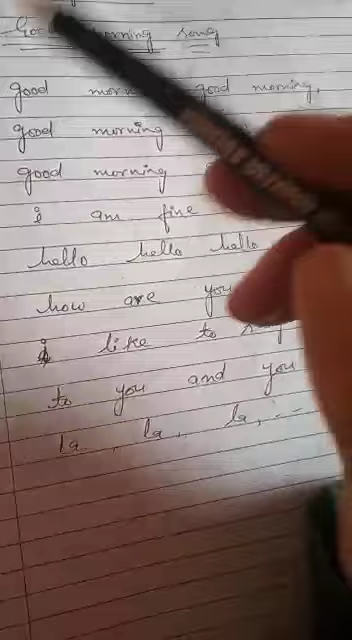 morning song
good morning good morning,
good morning
good morning
i am fine
hello hello hello
how are you
i like to
to you and you
la, la, la, --